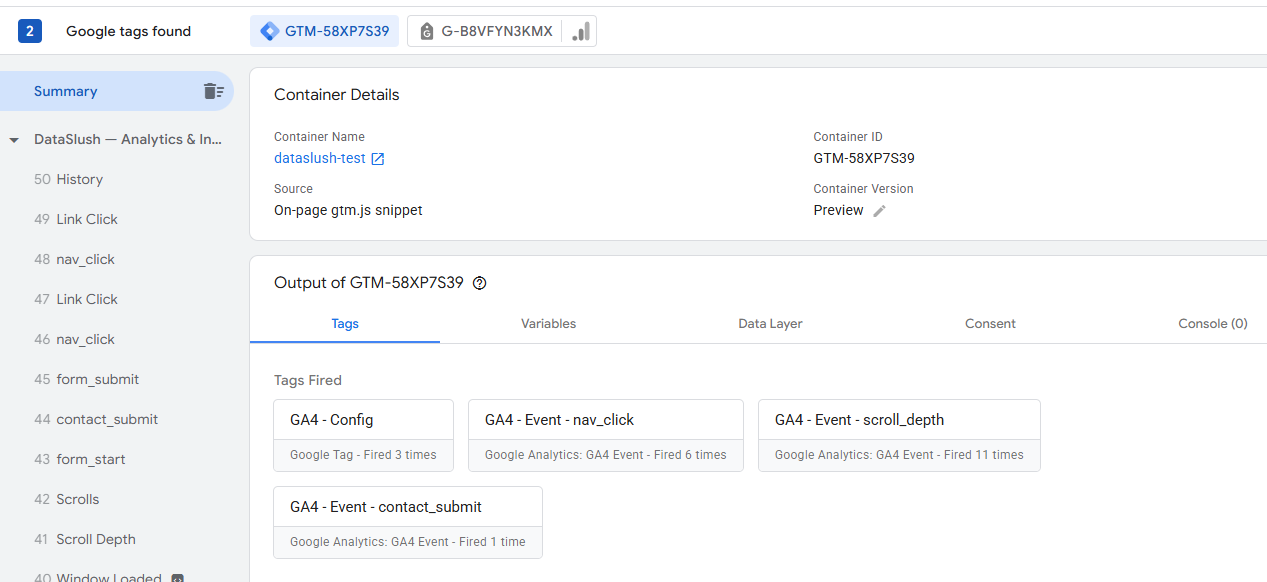 2 Google tags found GTM-58XP7S39 G-B8VFYN3KMX
Summary
DataSlush — Analytics & In...
50 History
49 Link Click
48 nav_click
47 Link Click
46 nav_click
45 form_submit
44 contact_submit
43 form_start
42 Scrolls
41 Scroll Depth
40 Window Loaded
Container Details
Container Name
dataslush-test
Container ID
GTM-58XP7S39
Source
On-page gtm.js snippet
Container Version
Preview
Output of GTM-58XP7S39
Tags Variables Data Layer Consent Console (0)
Tags Fired
GA4 - Config
Google Tag - Fired 3 times
GA4 - Event - nav_click
Google Analytics: GA4 Event - Fired 6 times
GA4 - Event - scroll_depth
Google Analytics: GA4 Event - Fired 11 times
GA4 - Event - contact_submit
Google Analytics: GA4 Event - Fired 1 time